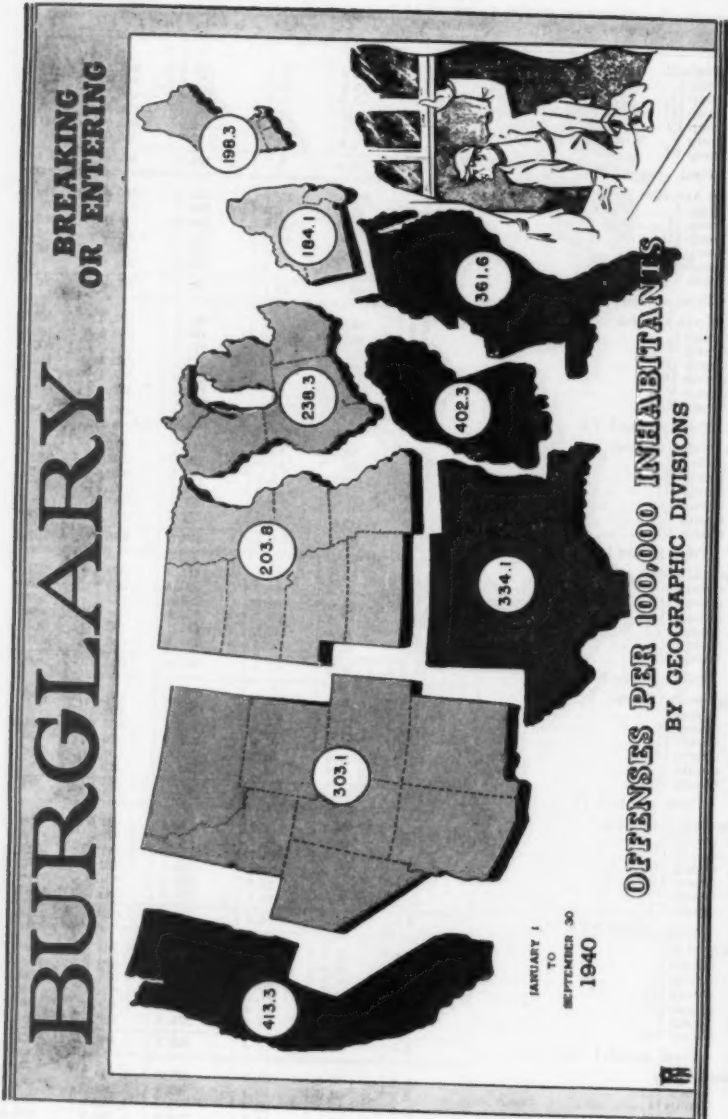 BURGLARY
BREAKING
OR ENTERING
413.3
303.1
203.8
238.3
184.1
198.3
334.1
402.3
361.6
JANUARY 1
TO
SEPTEMBER 30
1940
OFFENSES PER 100,000 INHABITANTS
BY GEOGRAPHIC DIVISIONS